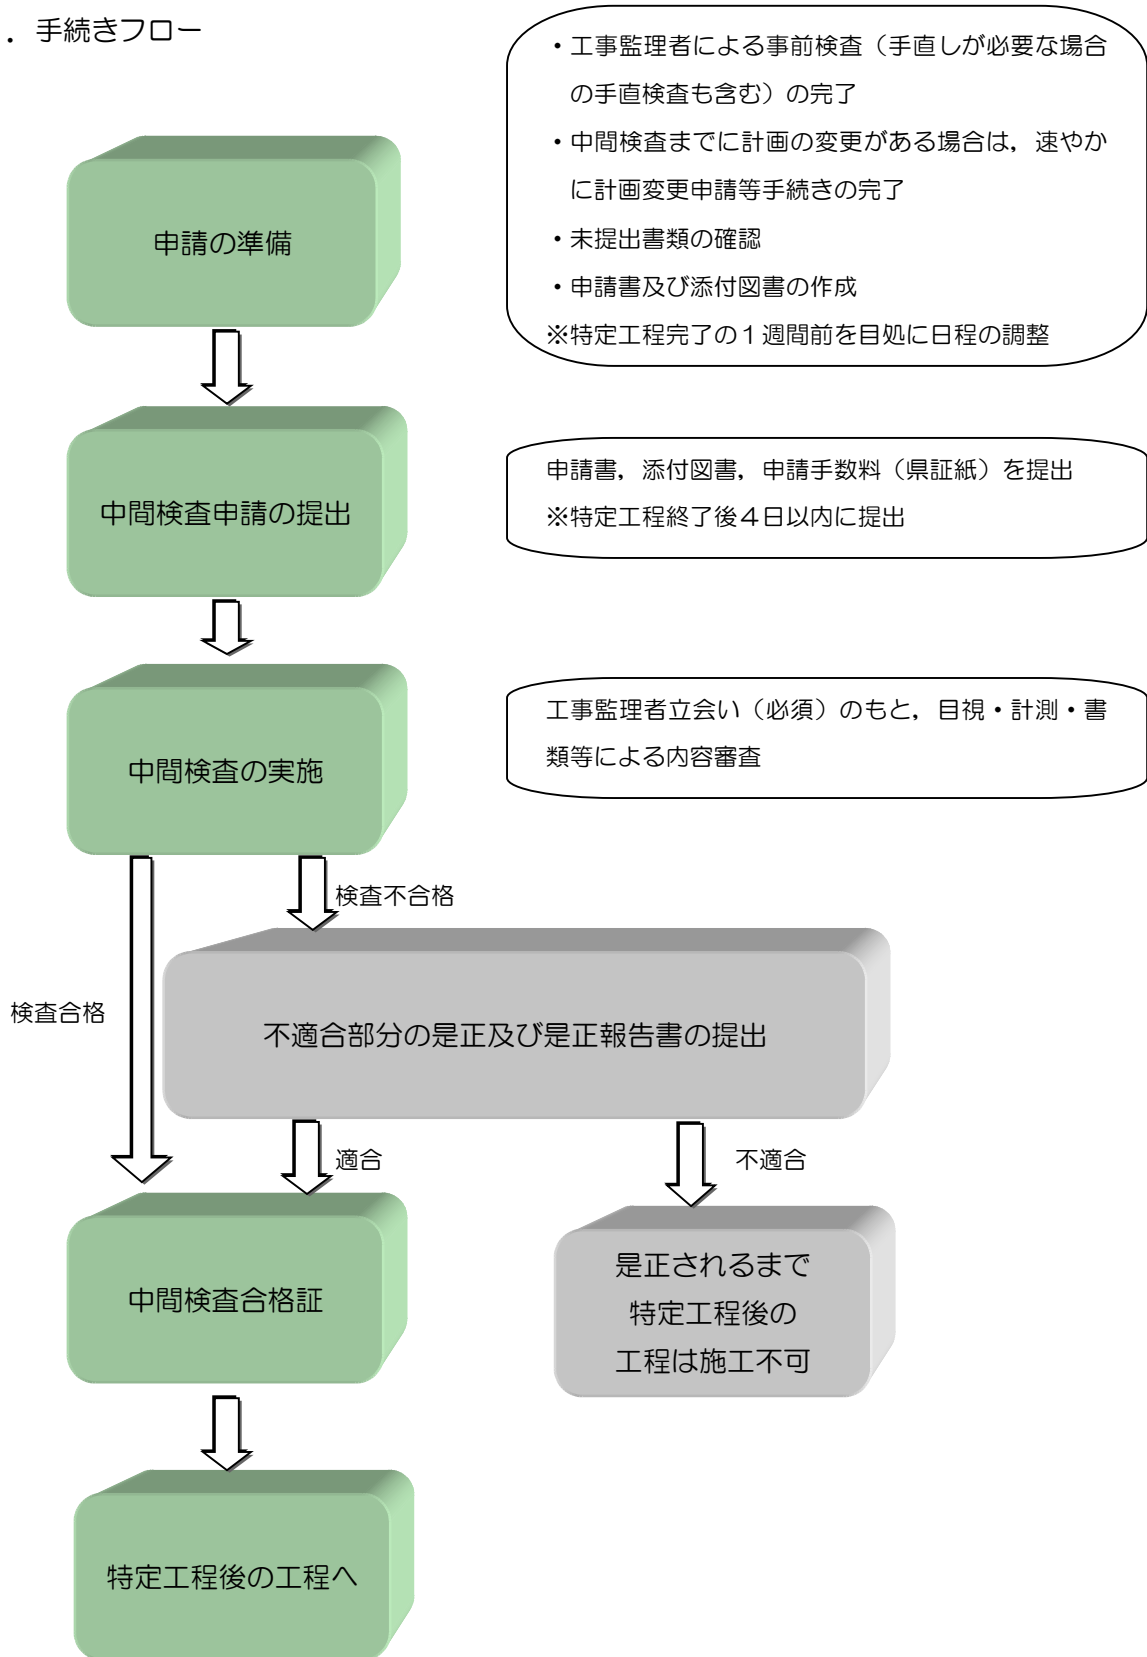 ．手続きフロー
・工事監理者による事前検査（手直しが必要な場合
の手直検査も含む）の完了
・中間検査までに計画の変更がある場合は，速やか
に計画変更申請等手続きの完了
・未提出書類の確認
・申請書及び添付図書の作成
※特定工程完了の１週間前を目処に日程の調整
申請の準備
申請書，添付図書，申請手数料（県証紙）を提出
※特定工程終了後４日以内に提出
中間検査申請の提出
工事監理者立会い（必須）のもと，目視・計測・書
類等による内容審査
中間検査の実施
検査不合格
検査合格
不適合部分の是正及び是正報告書の提出
適合
不適合
中間検査合格証
是正されるまで
特定工程後の
工程は施工不可
特定工程後の工程へ